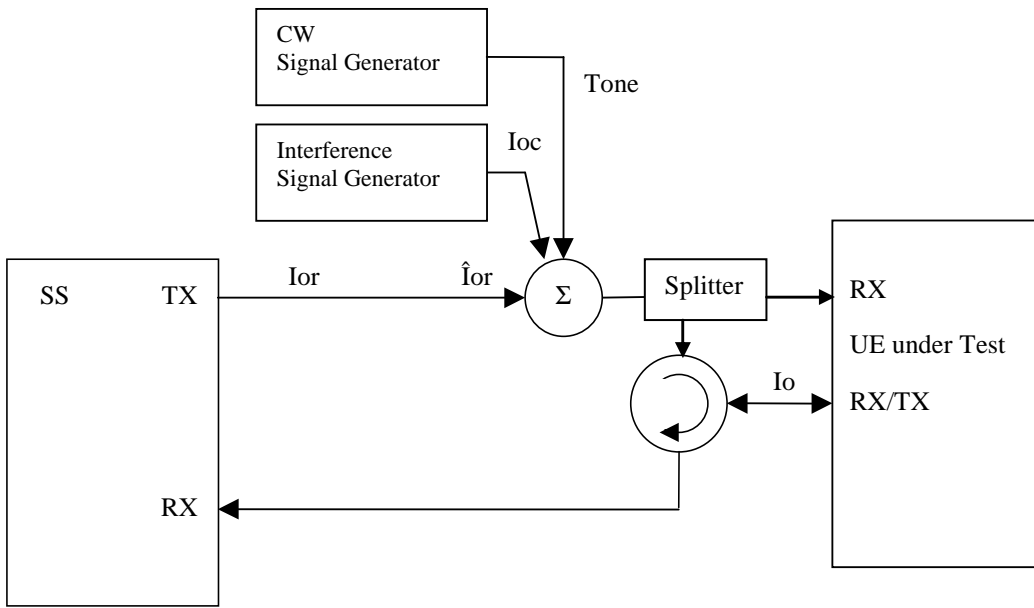 CW
Signal Generator
Tone
Interference
Signal Generator
Ioc
SS
TX
Ior
Îor
Σ
Splitter
RX
UE under Test
Io
RX/TX
RX